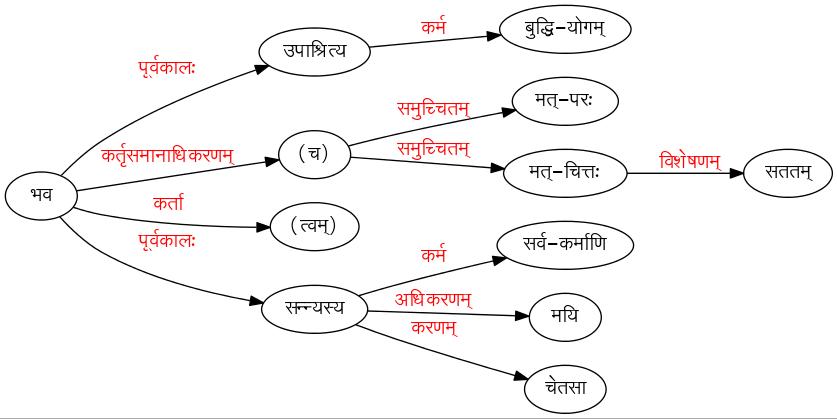 कर्म
बुद्धि-योगम्
उपाश्रित्य
पूर्वकालः
समुच्चितम्
मत्-परः
कर्तृसमानाधिकरणम्
(च)
समुच्चितम्
मत्-चित्तः
विशेषणम्
सततम्
भव
कर्ता
(त्वम्)
पूर्वकालः
कर्म
सर्व-कर्माणि
सन्न्यस्य
अधिकरणम्
मयि
करणम्
चेतसा